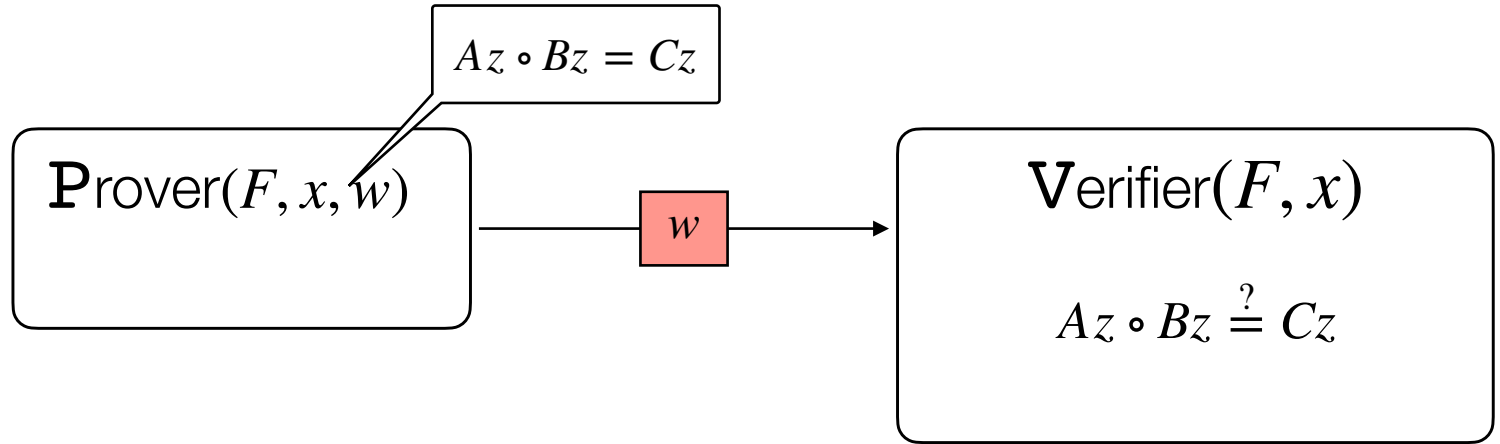 Az ∘ Bz = Cz
Prover(F, x, w)
w
Verifier(F, x)
Az ∘ Bz ≟ Cz